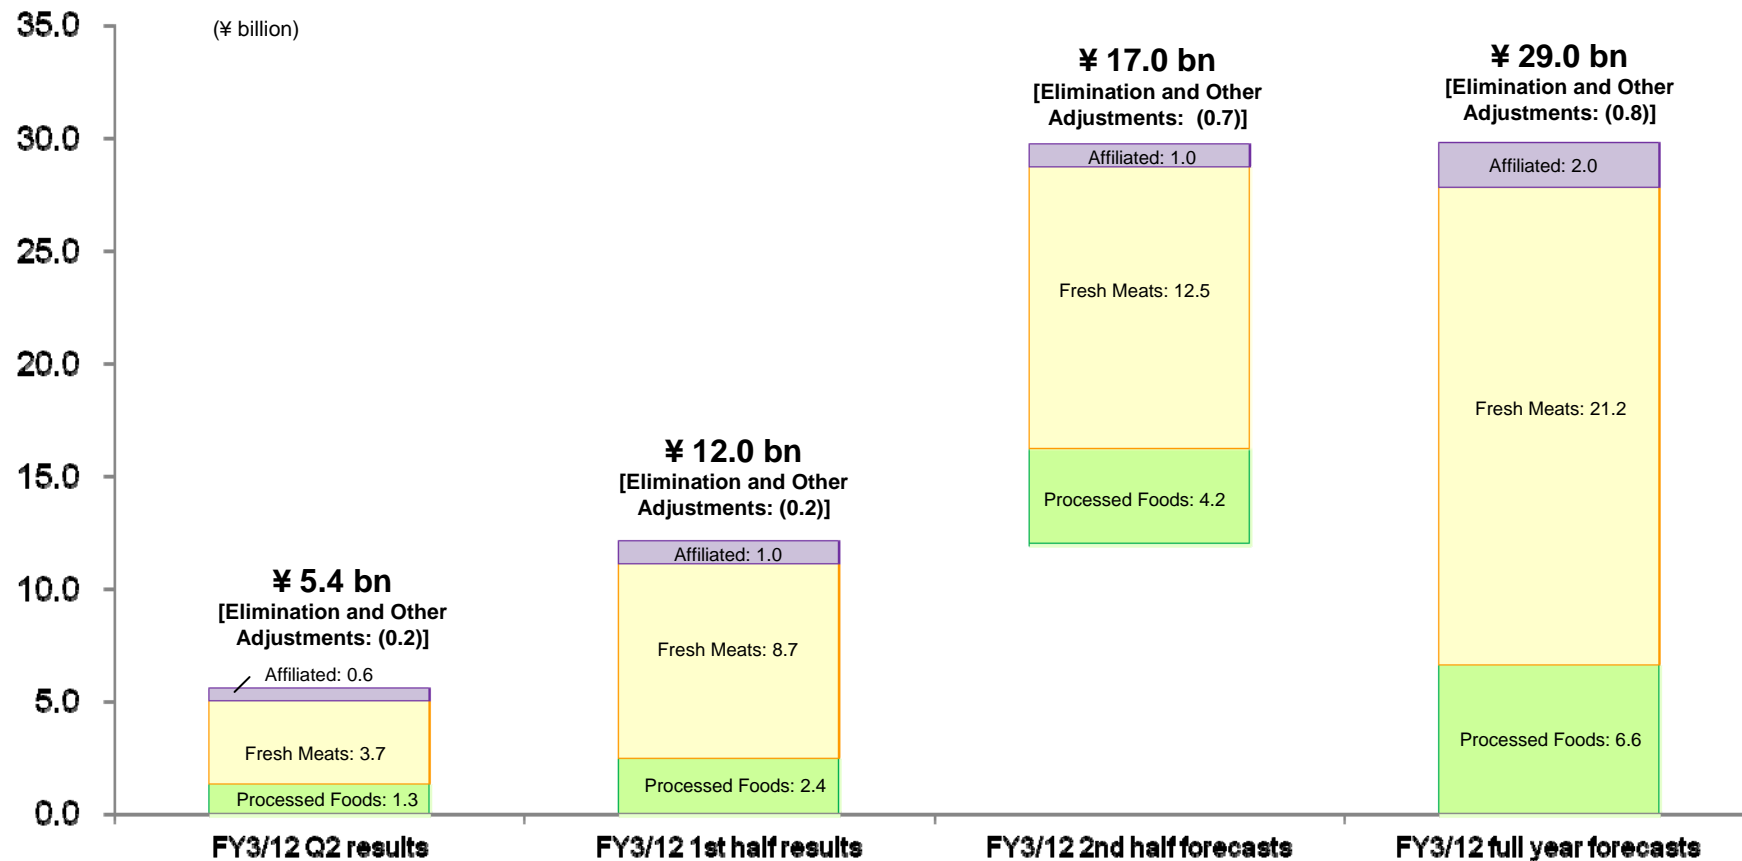 (¥ billion)
35.0
30.0
25.0
20.0
15.0
10.0
5.0
0.0
¥ 5.4 bn
[Elimination and Other
Adjustments: (0.2)]
Affiliated: 0.6
Fresh Meats: 3.7
Processed Foods: 1.3
FY3/12 Q2 results
¥ 12.0 bn
[Elimination and Other
Adjustments: (0.2)]
Affiliated: 1.0
Fresh Meats: 8.7
Processed Foods: 2.4
FY3/12 1st half results
¥ 17.0 bn
[Elimination and Other
Adjustments: (0.7)]
Affiliated: 1.0
Fresh Meats: 12.5
Processed Foods: 4.2
FY3/12 2nd half forecasts
¥ 29.0 bn
[Elimination and Other
Adjustments: (0.8)]
Affiliated: 2.0
Fresh Meats: 21.2
Processed Foods: 6.6
FY3/12 full year forecasts